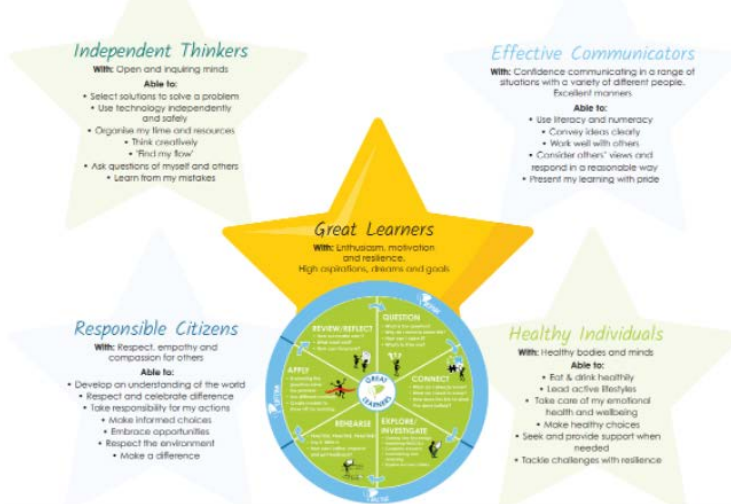 Independent Thinkers
With: Open and inquiring minds
Able to:
• Select solutions to solve a problem
• Use technology independently
and safely
• Organise my time and resources
• Think creatively
• 'Find my flow'
• Ask questions of myself and others
• Learn from my mistakes
Effective Communicators
With: Confidence communicating in a range of
situations with a variety of different people.
Excellent manners
Able to:
• Use literacy and numeracy
• Convey ideas clearly
• Work well with others
• Consider others' views and
respond in a reasonable way
• Present my learning with pride
Great Learners
With: Enthusiasm, motivation
and resilience.
High aspirations, dreams and goals
Responsible Citizens
With: Respect, empathy and
compassion for others
Able to:
• Develop an understanding of the world
• Respect and celebrate difference
• Take responsibility for my actions
• Make informed choices
• Embrace opportunities
• Respect the environment
• Make a difference
REVIEW/REFLECT
QUESTION
APPLY
CONNECT
GREAT
LEARNERS
REHEARSE
EXPLORE/
INVESTIGATE
Healthy Individuals
With: Healthy bodies and minds
Able to:
• Eat & drink healthily
• Lead active lifestyles
• Take care of my emotional
health and wellbeing
• Make healthy choices
• Seek and provide support when
needed
• Tackle challenges with resilience